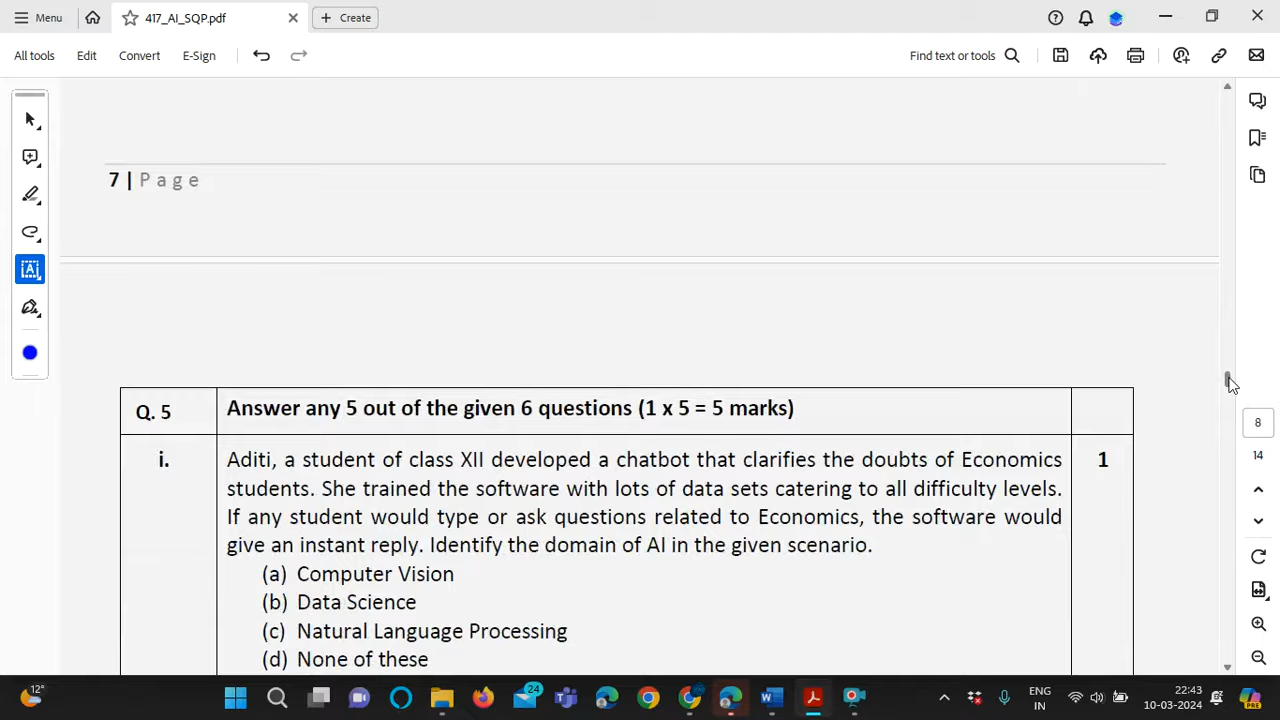 Menu
417_AI_SQP.pdf
Create
All tools
Edit
Convert
E-Sign
Find text or tools
7 | P a g e
Q. 5
Answer any 5 out of the given 6 questions (1 x 5 = 5 marks)
i.
Aditi, a student of class XII developed a chatbot that clarifies the doubts of Economics
students. She trained the software with lots of data sets catering to all difficulty levels.
If any student would type or ask questions related to Economics, the software would
give an instant reply. Identify the domain of AI in the given scenario.
(a) Computer Vision
(b) Data Science
(c) Natural Language Processing
(d) None of these
1
8
14
12°
24
ENG
IN
22:43
10-03-2024
PRE